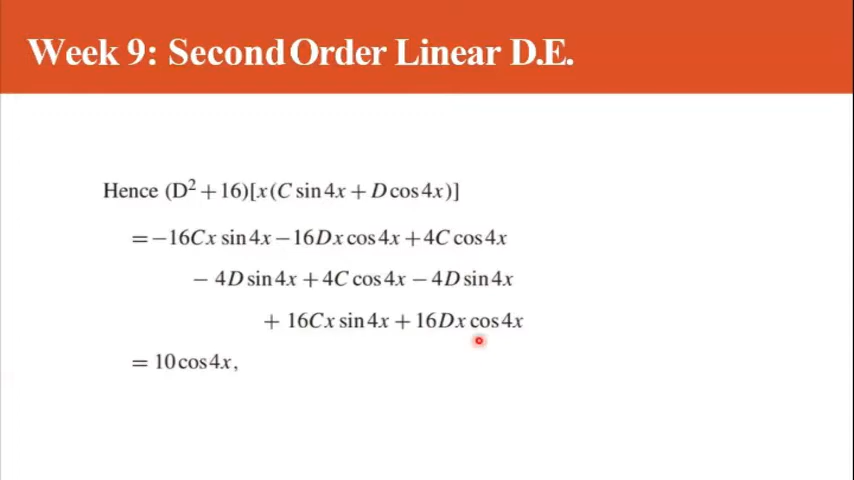 Week 9: Second Order Linear D.E.
Hence (D² + 16)[x(C sin 4x + D cos 4x)]
= −16Cx sin 4x − 16Dx cos 4x + 4C cos 4x
− 4D sin 4x + 4C cos 4x − 4D sin 4x
+ 16Cx sin 4x + 16Dx cos 4x
= 10 cos 4x,